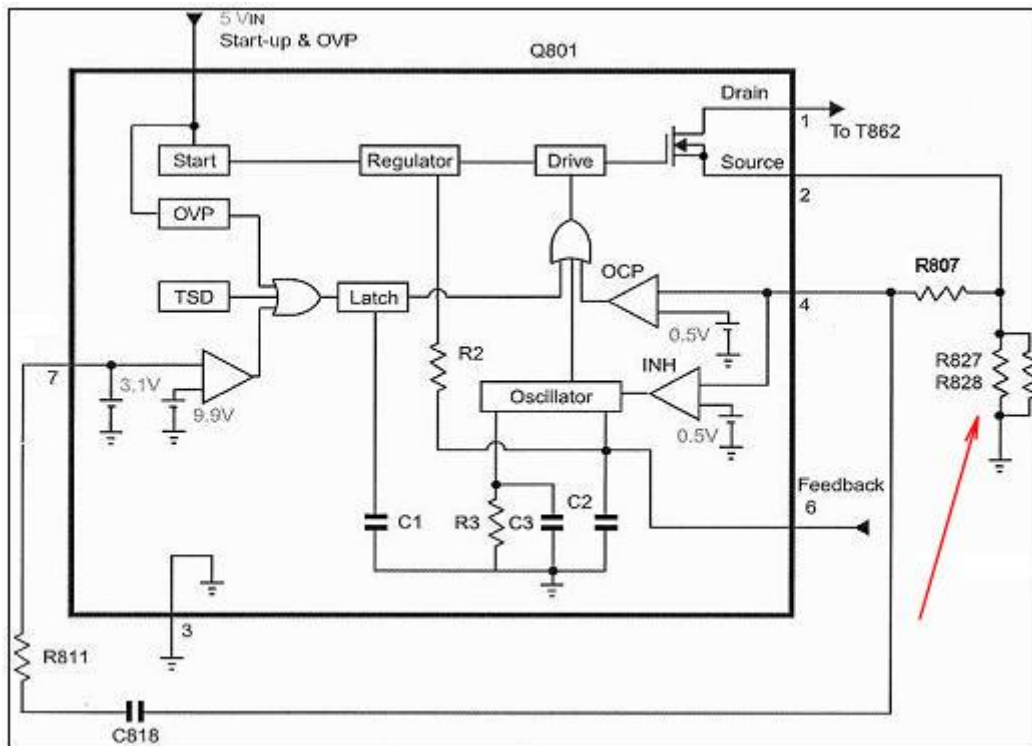 5 VIN
Start-up & OVP
Q801
Drain
1
To T862
Start
Regulator
Drive
Source
2
OVP
OCP
R807
TSD
Latch
4
0.5V
R2
INH
R827
R828
7
3.1V
9.9V
Oscillator
0.5V
Feedback
6
C1
R3
C3
C2
3
R811
C818